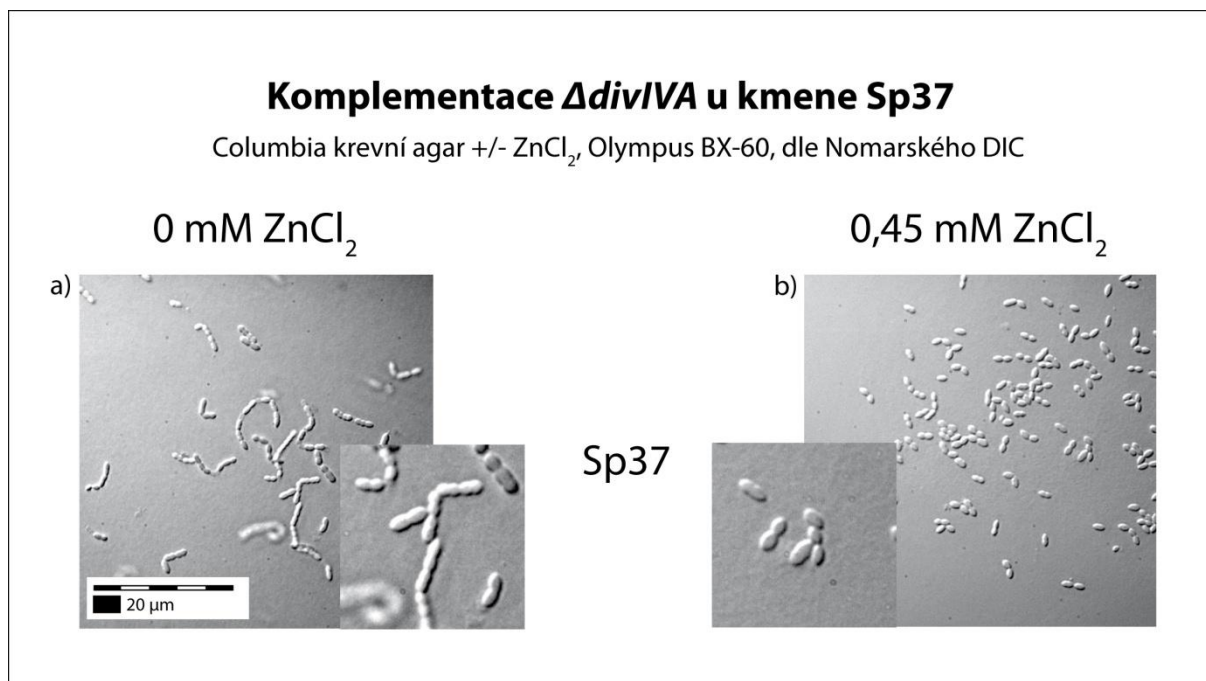 Komplementace ΔdivIVA u kmene Sp37
Columbia krevní agar +/- ZnCl₂, Olympus BX-60, dle Nomarského DIC
0 mM ZnCl₂
0,45 mM ZnCl₂
a)
b)
Sp37
20 µm